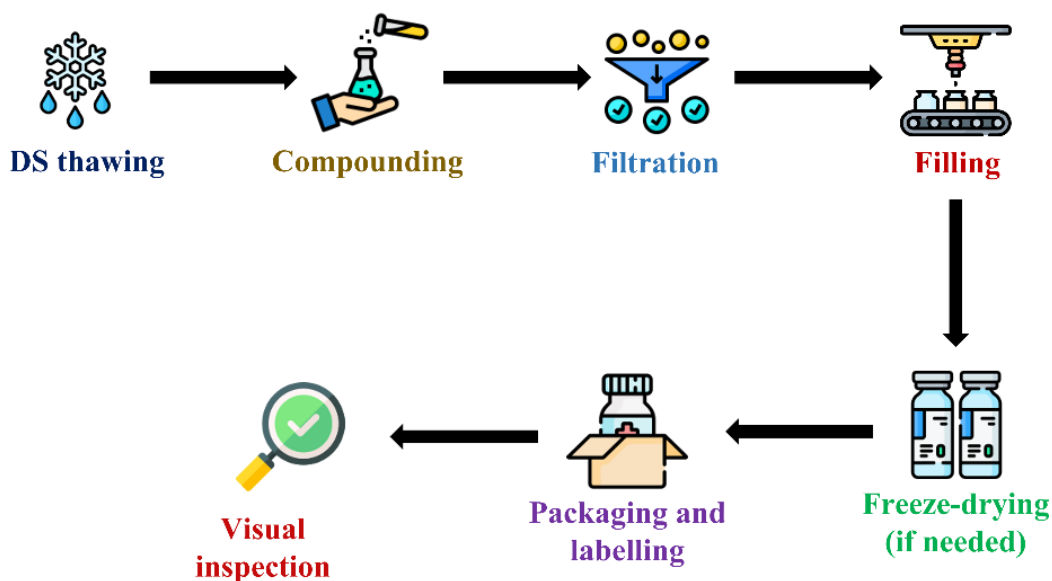 DS thawing
Compounding
Filtration
Filling
Freeze-drying
(if needed)
Packaging and
labelling
Visual
inspection